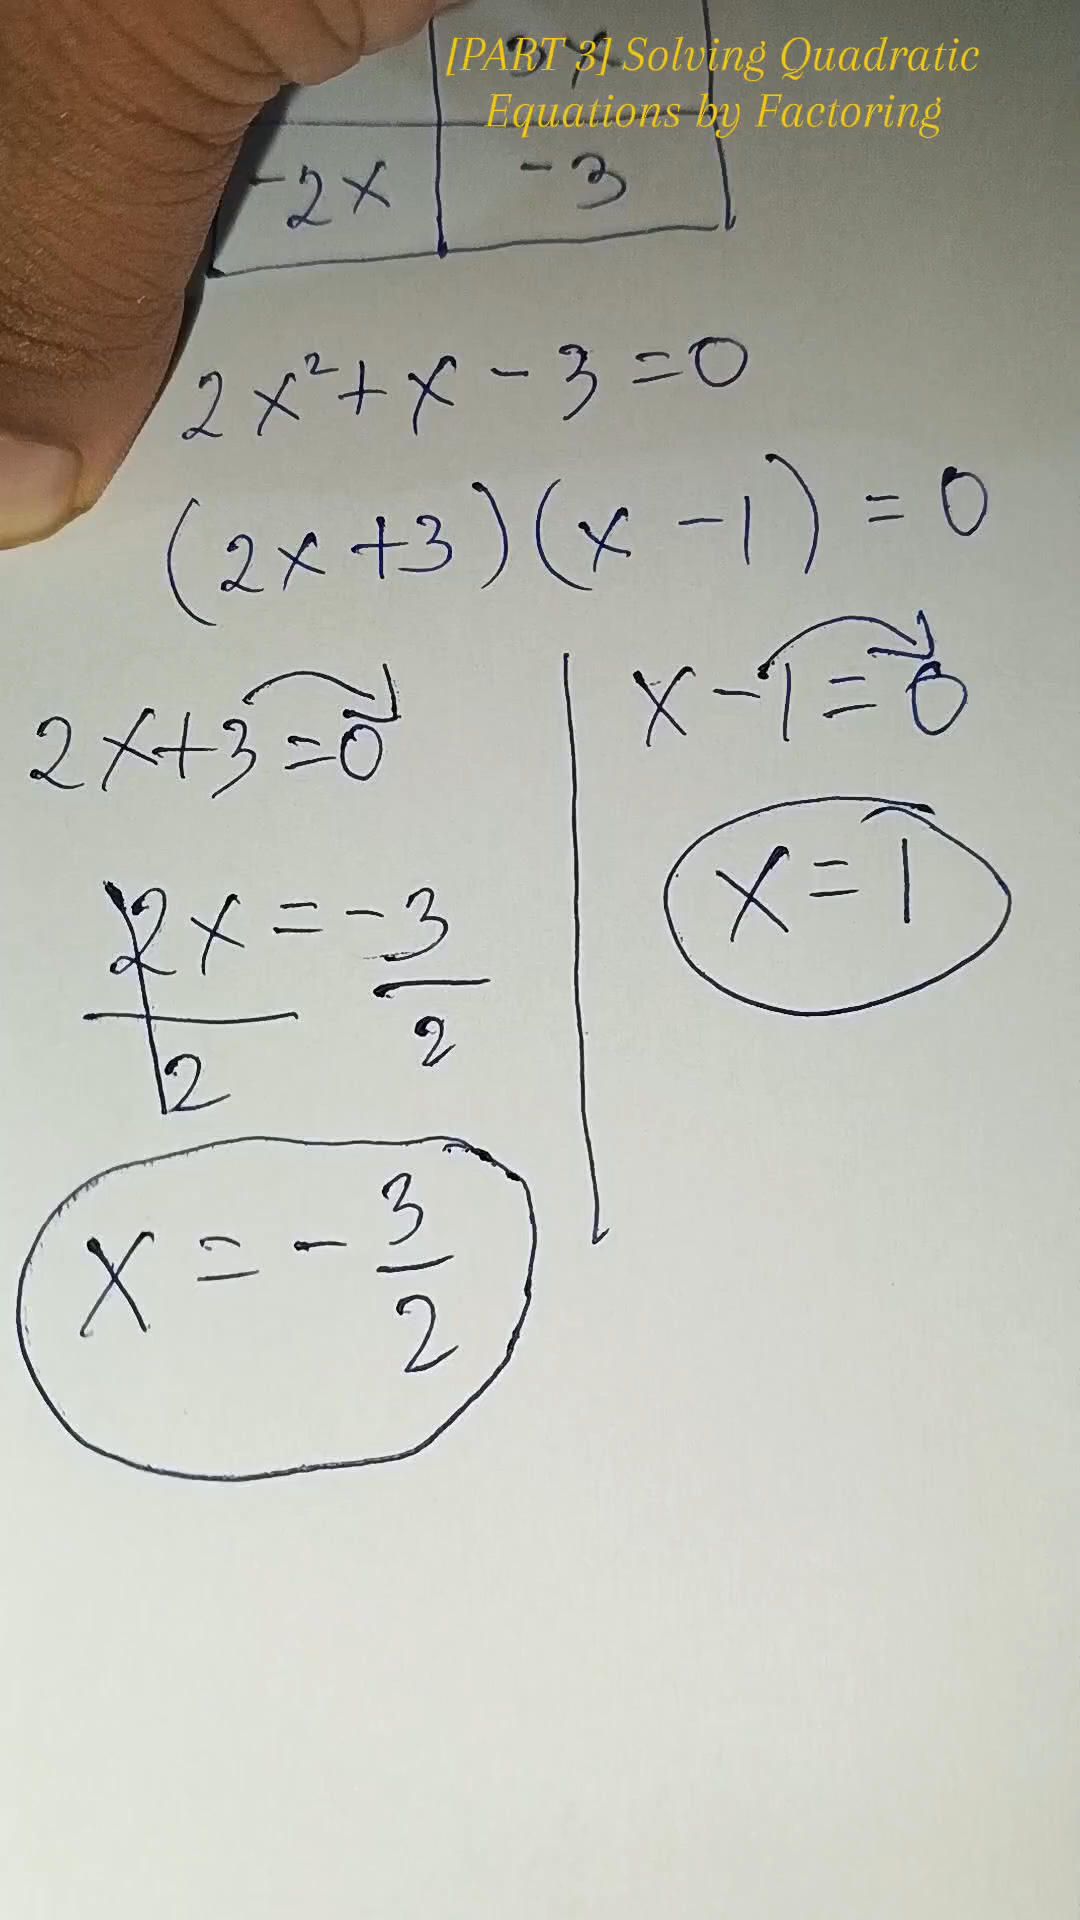 [PART 3] Solving Quadratic
Equations by Factoring
3x
-2x -3
2x²+x-3=0
(2x+3)(x-1)=0
2x+3=0
2x=-3
2 2
x=-3/2
x-1=0
x=1